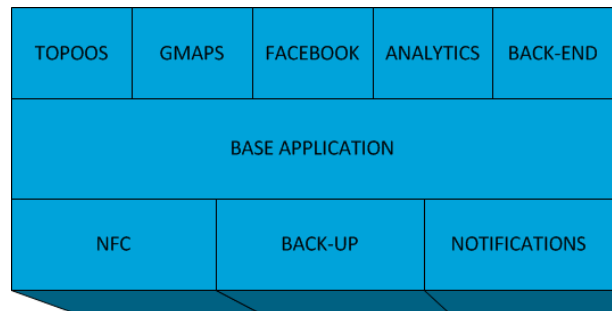 TOPOOS GMAPS FACEBOOK ANALYTICS BACK-END
BASE APPLICATION
NFC BACK-UP NOTIFICATIONS